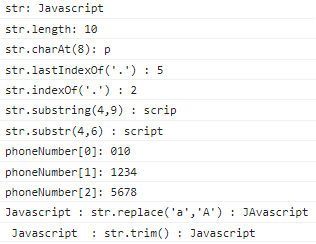 str: Javascript
str.length: 10
str.charAt(8): p
str.lastIndexOf('.') : 5
str.indexOf('.') : 2
str.substring(4,9) : scrip
str.substr(4,6) : script
phoneNumber[0]: 010
phoneNumber[1]: 1234
phoneNumber[2]: 5678
Javascript : str.replace('a','A') : JAvascript
 Javascript  : str.trim() : Javascript